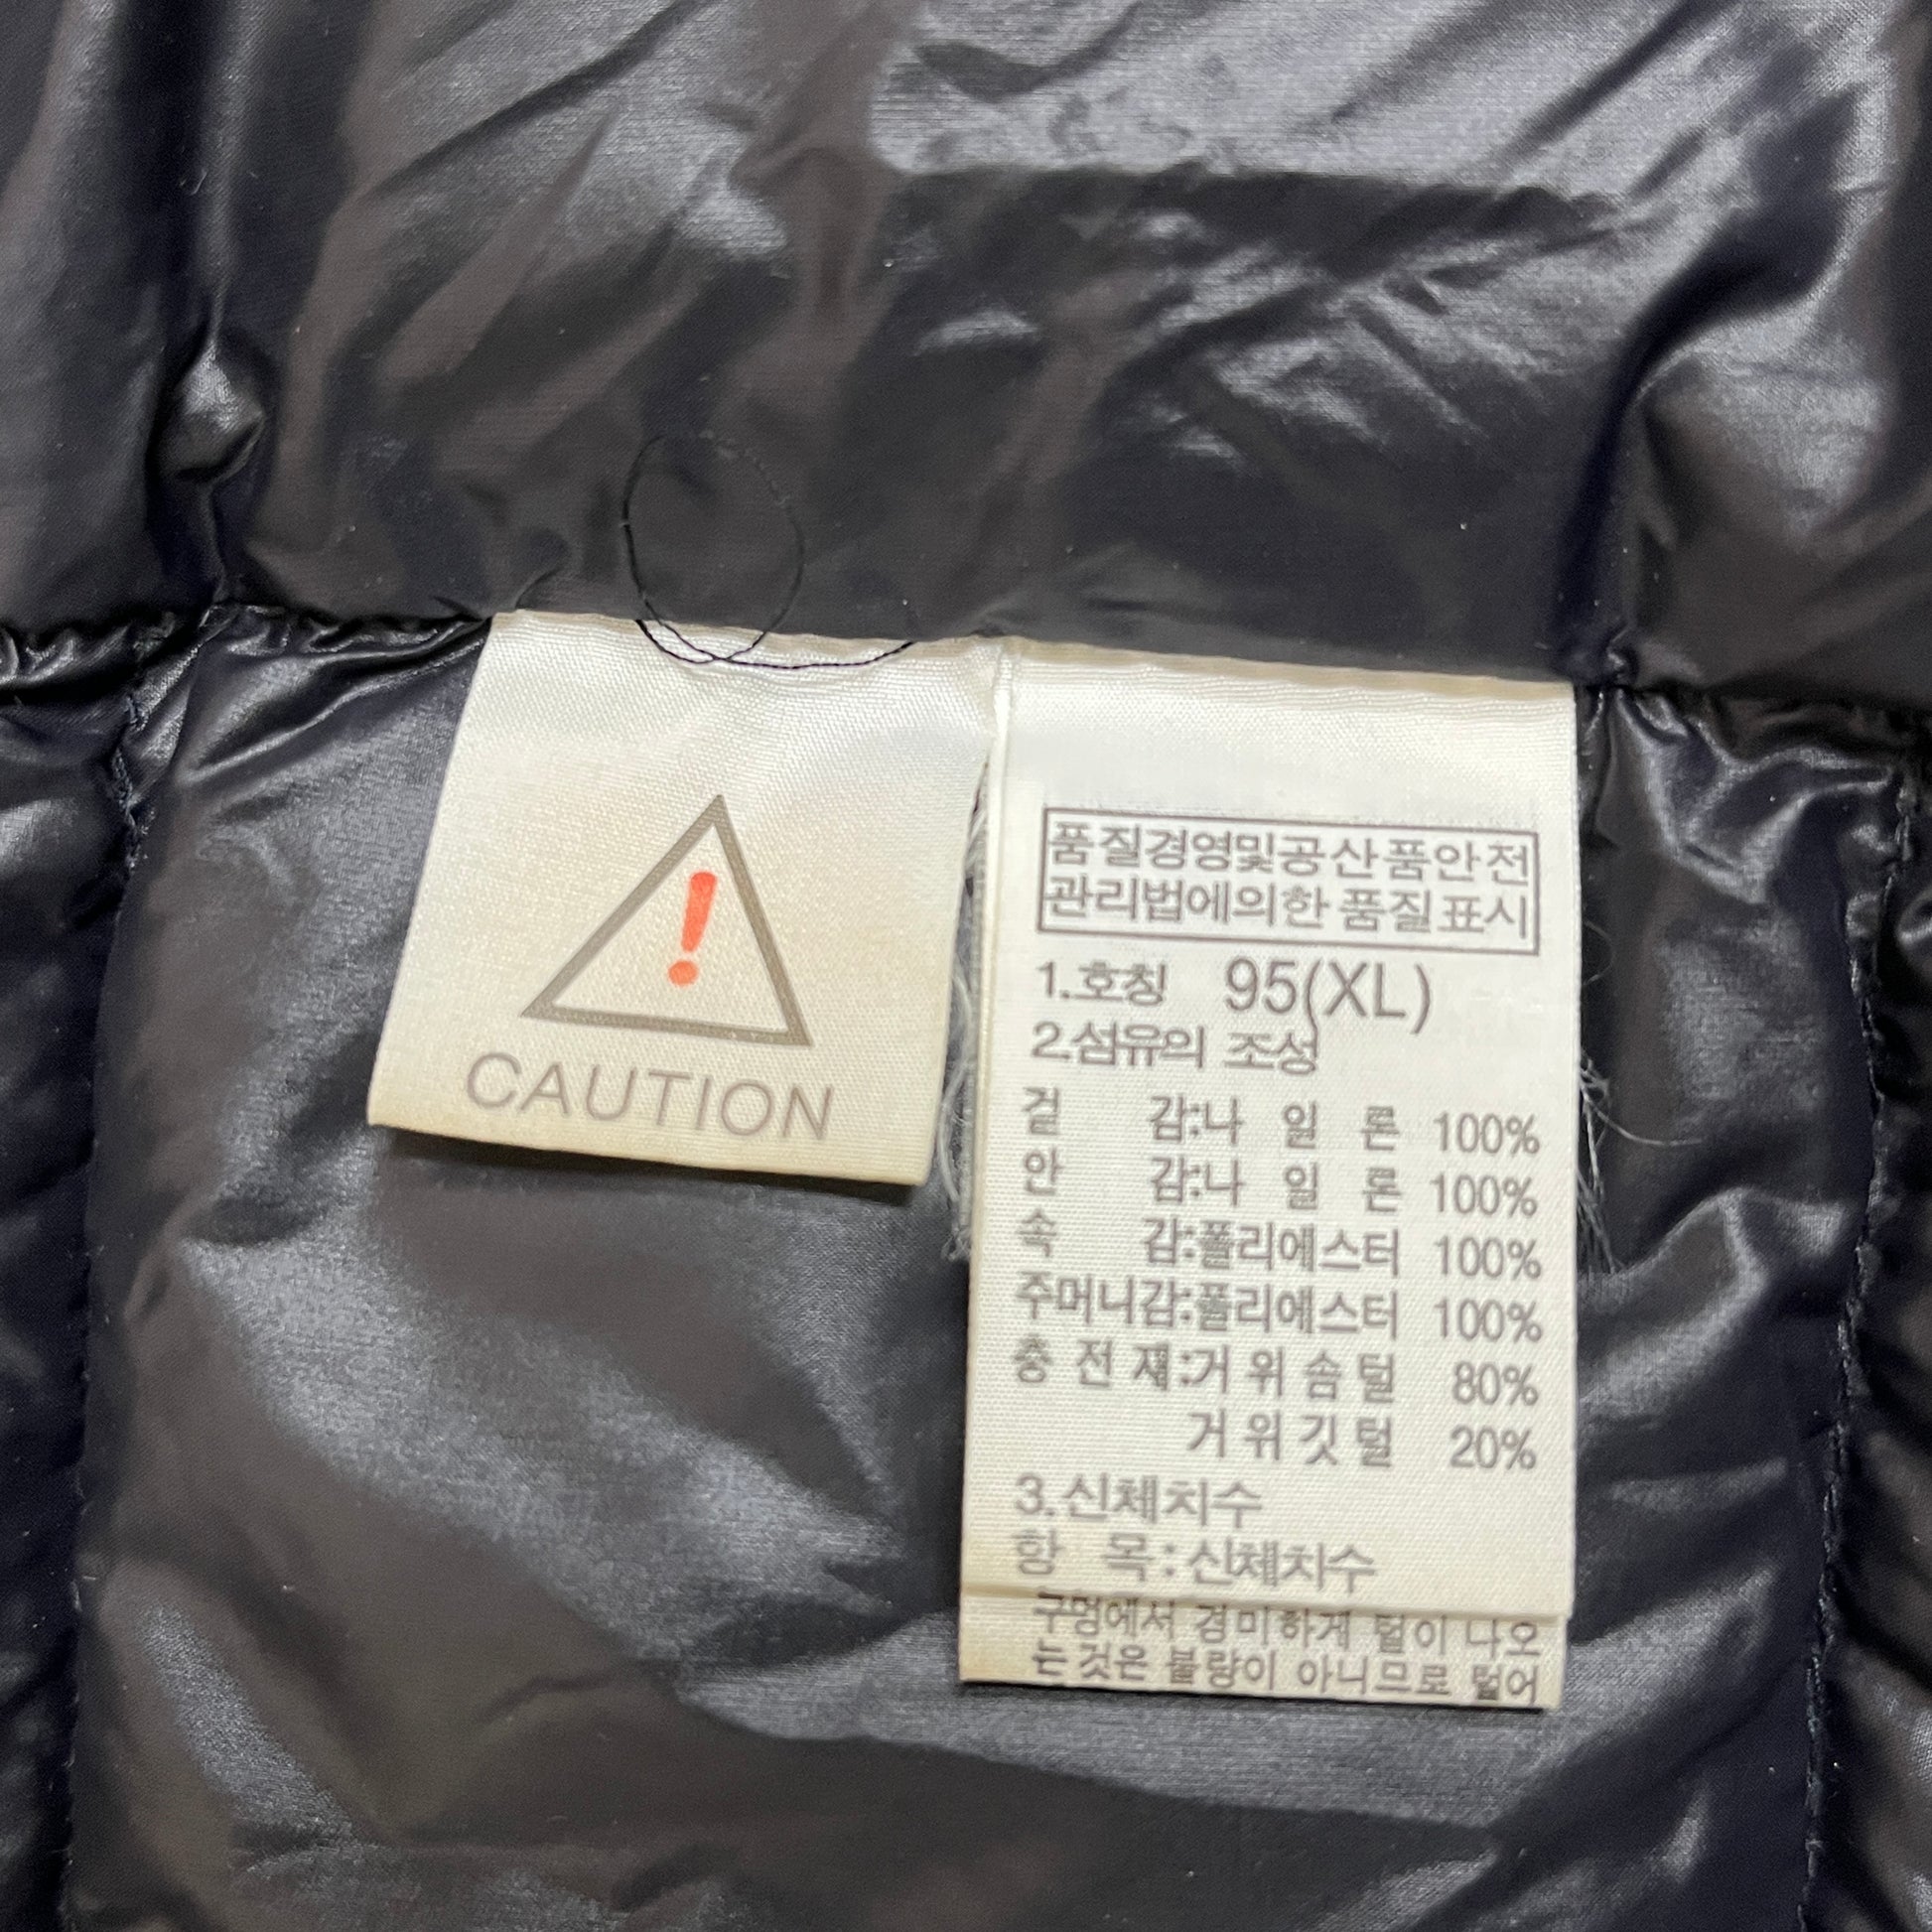 CAUTION
품질경영및공산품안전
관리법에의한 품질표시
1.호칭 95(XL)
2.섬유의 조성
겉 감:나 일 론 100%
안 감:나 일 론 100%
속 감:폴리에스터 100%
주머니감:폴리에스터 100%
충 전 재:거 위 솜 털 80%
거 위 깃 털 20%
3.신체치수
항 목:신체치수
구멍에서 경미하게 털이 나오
는것은 불량이 아니므로 털어